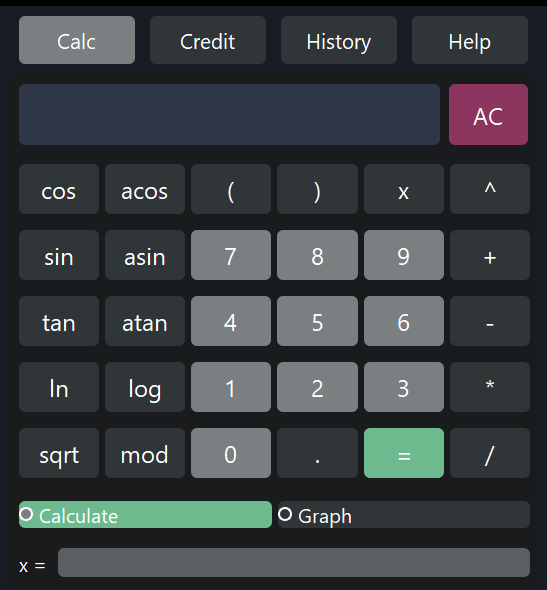 Calc Credit History Help
AC
cos acos ( ) x ^
sin asin 7 8 9 +
tan atan 4 5 6 -
ln log 1 2 3 *
sqrt mod 0 . = /
Calculate Graph
x =